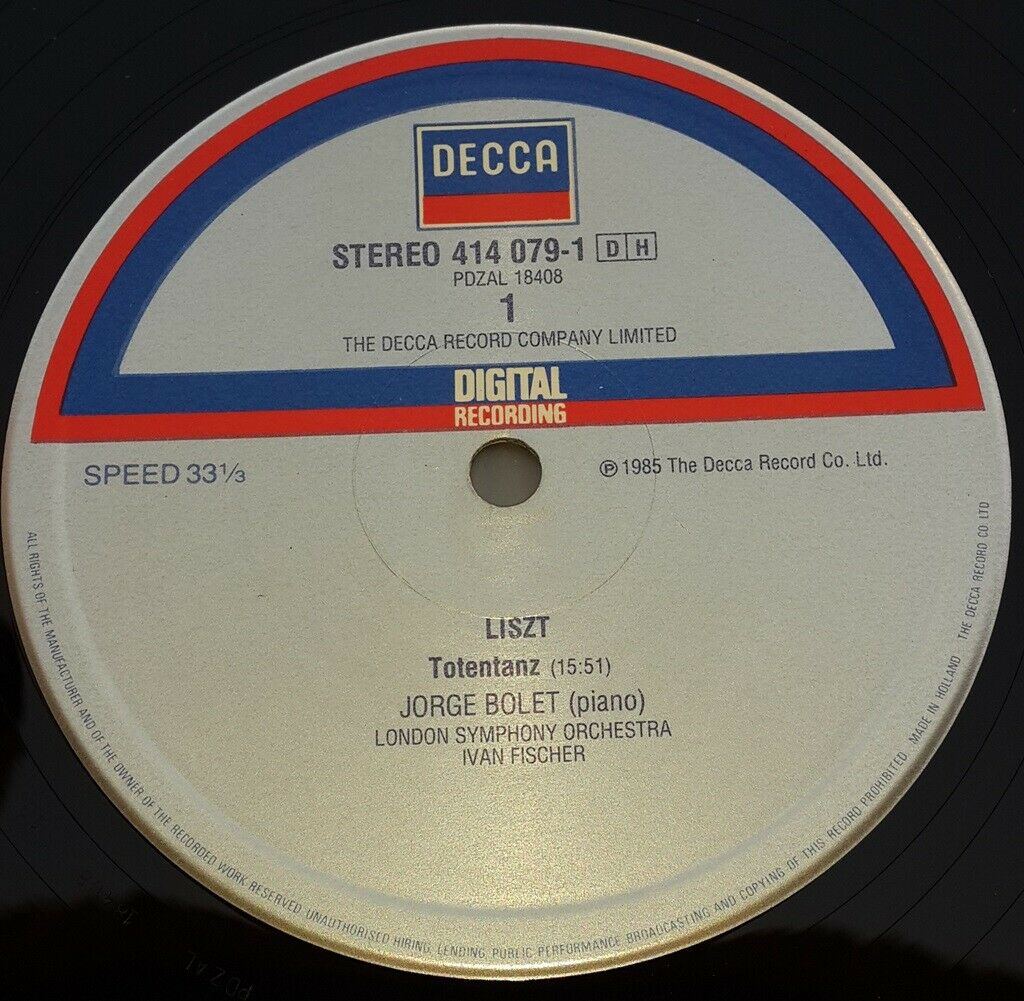 DECCA
STEREO 414 079-1 D H
PDZAL 18408
1
THE DECCA RECORD COMPANY LIMITED
DIGITAL
RECORDING
SPEED 33⅓
℗ 1985 The Decca Record Co. Ltd.
LISZT
Totentanz (15:51)
JORGE BOLET (piano)
LONDON SYMPHONY ORCHESTRA
IVAN FISCHER
ALL RIGHTS OF THE MANUFACTURER AND OF THE OWNER OF THE RECORDED WORK RESERVED UNAUTHORISED HIRING, LENDING, PUBLIC PERFORMANCE BROADCASTING AND COPYING OF THIS RECORD PROHIBITED MADE IN HOLLAND THE DECCA RECORD CO LTD